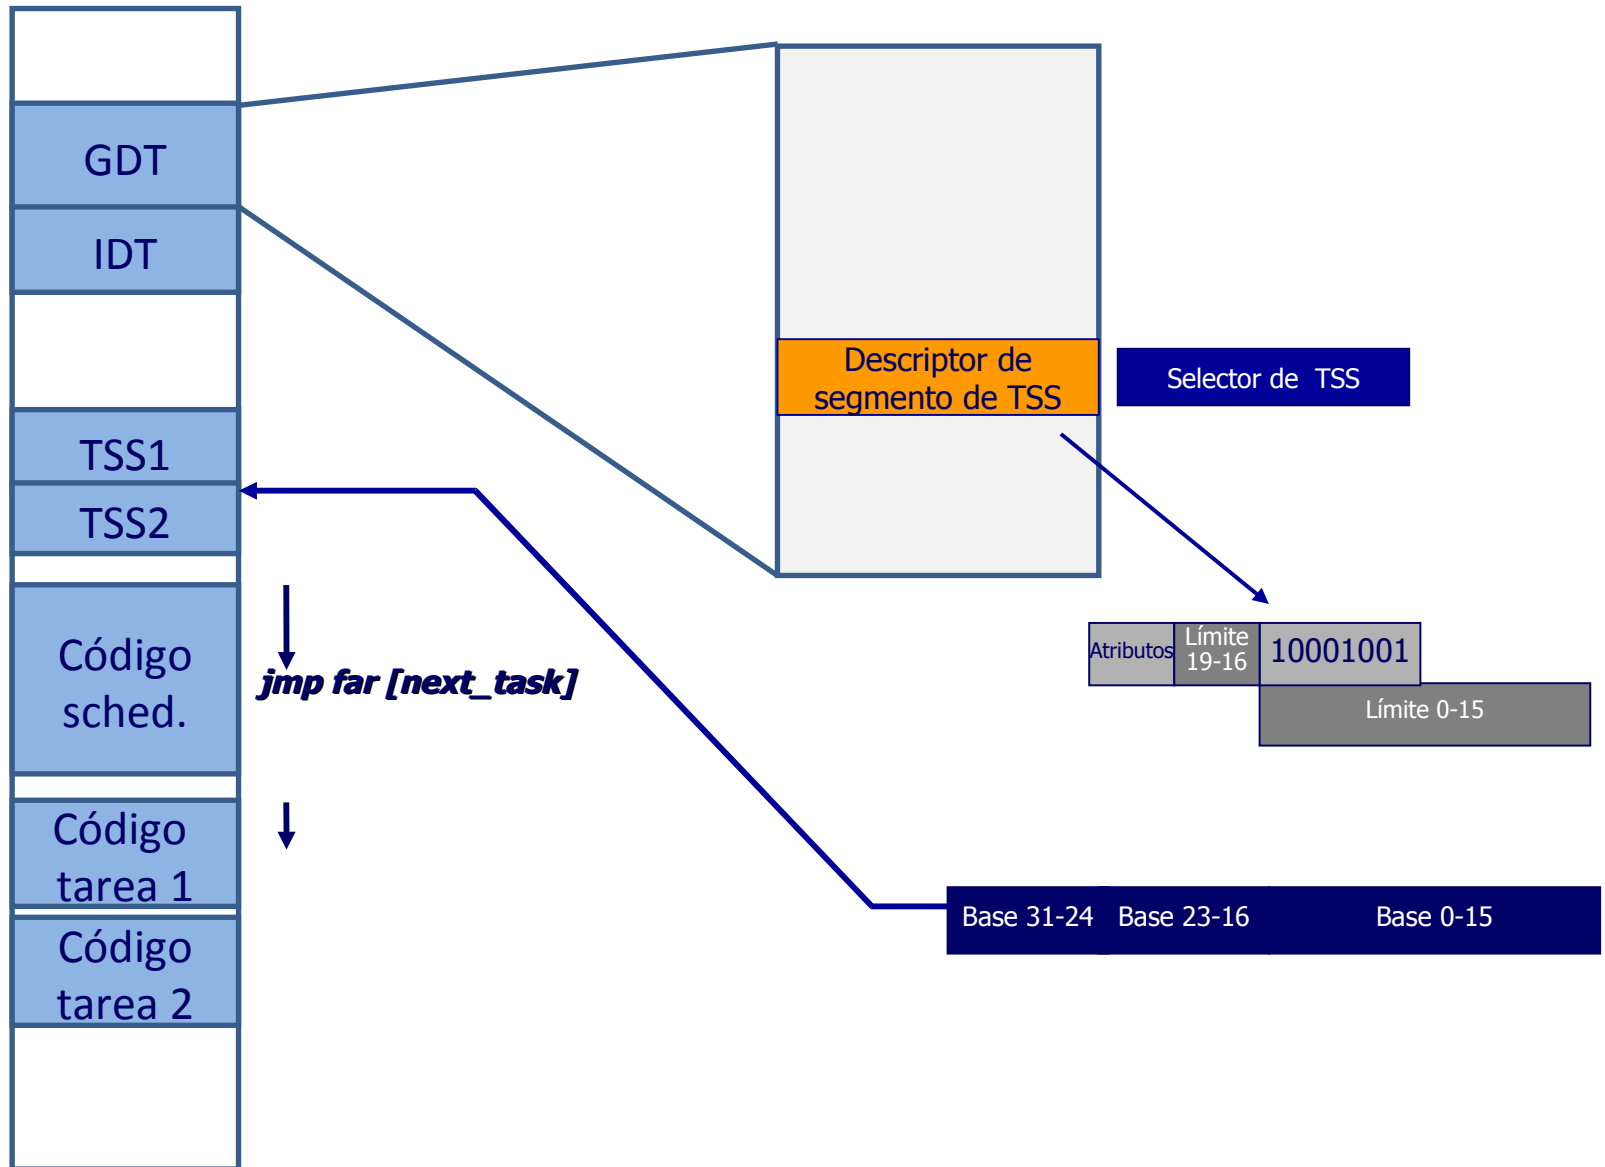 GDT
IDT
TSS1
TSS2
Código
sched.
Código
tarea 1
Código
tarea 2
jmp far [next_task]
Descriptor de
segmento de TSS
Selector de TSS
Atributos
Límite
19-16
10001001
Límite 0-15
Base 31-24
Base 23-16
Base 0-15